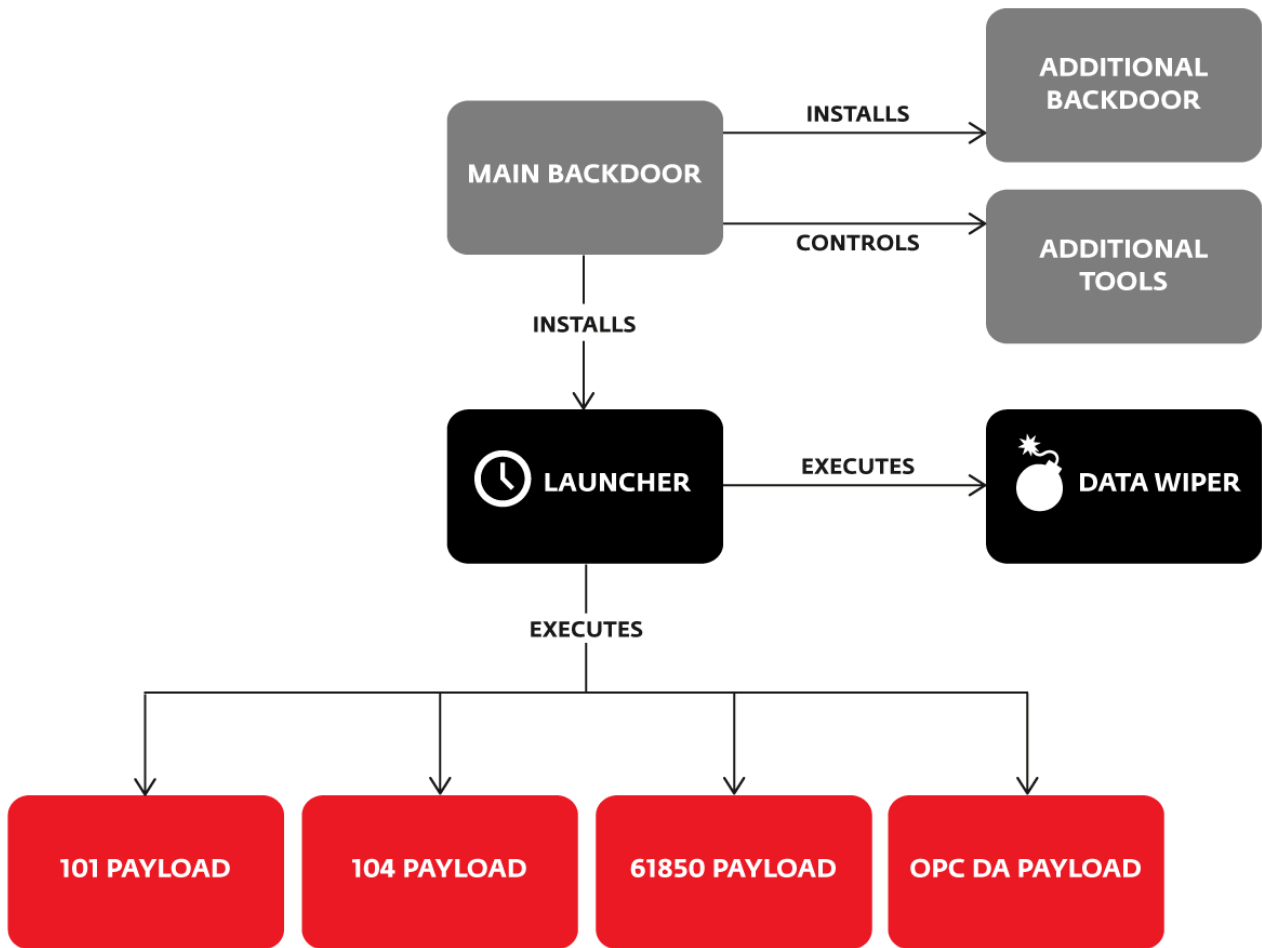 ADDITIONAL
BACKDOOR
INSTALLS
MAIN BACKDOOR
CONTROLS
ADDITIONAL
TOOLS
INSTALLS
LAUNCHER
EXECUTES
DATA WIPER
EXECUTES
101 PAYLOAD
104 PAYLOAD
61850 PAYLOAD
OPC DA PAYLOAD